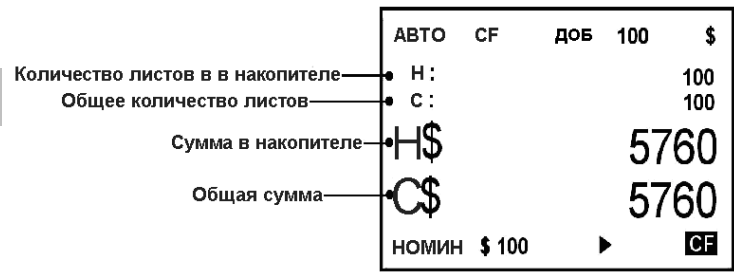 АВТО CF ДОБ 100 $
Количество листов в в накопителе H: 100
Общее количество листов C: 100
Сумма в накопителе H$ 5760
Общая сумма C$ 5760
НОМИН $ 100 CF